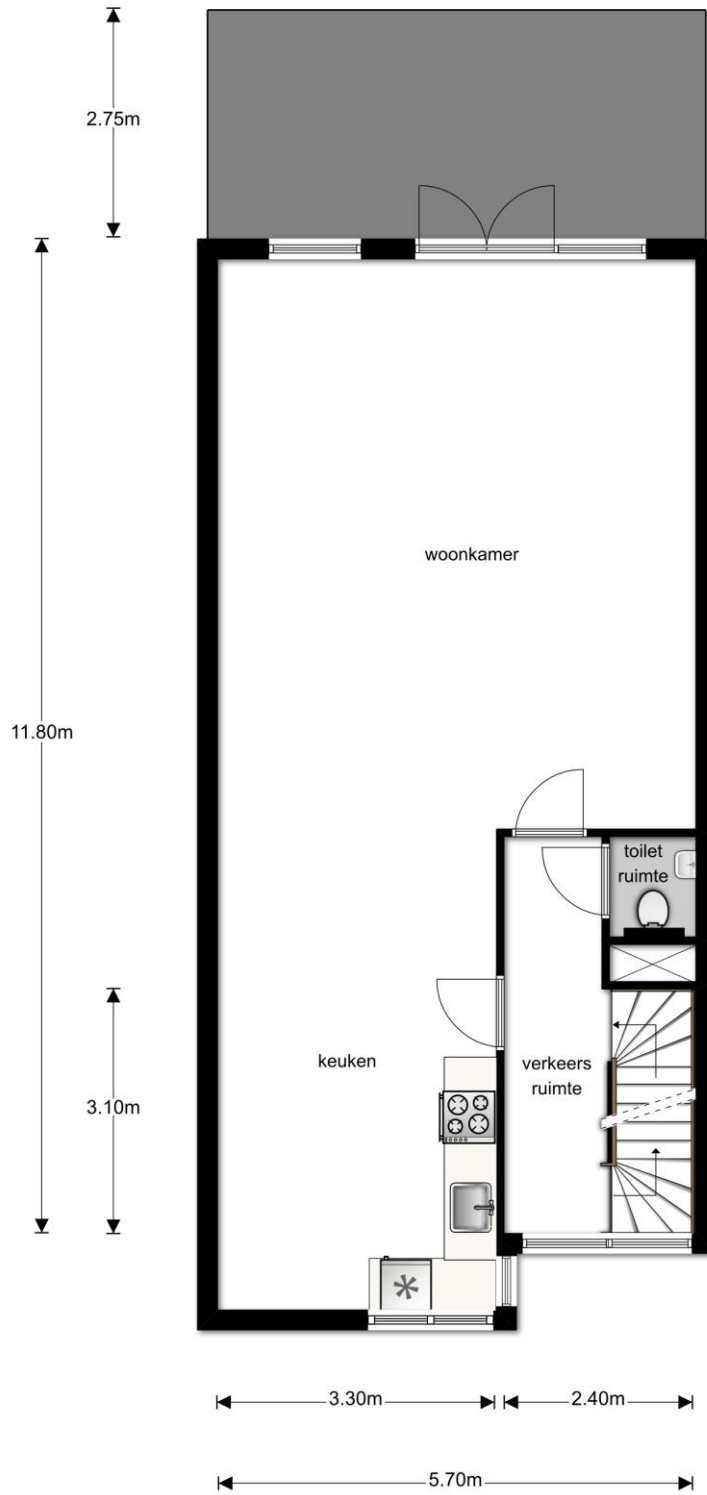 2.75m
woonkamer
11.80m
toilet
ruimte
keuken
verkeers
ruimte
3.10m
3.30m
2.40m
5.70m